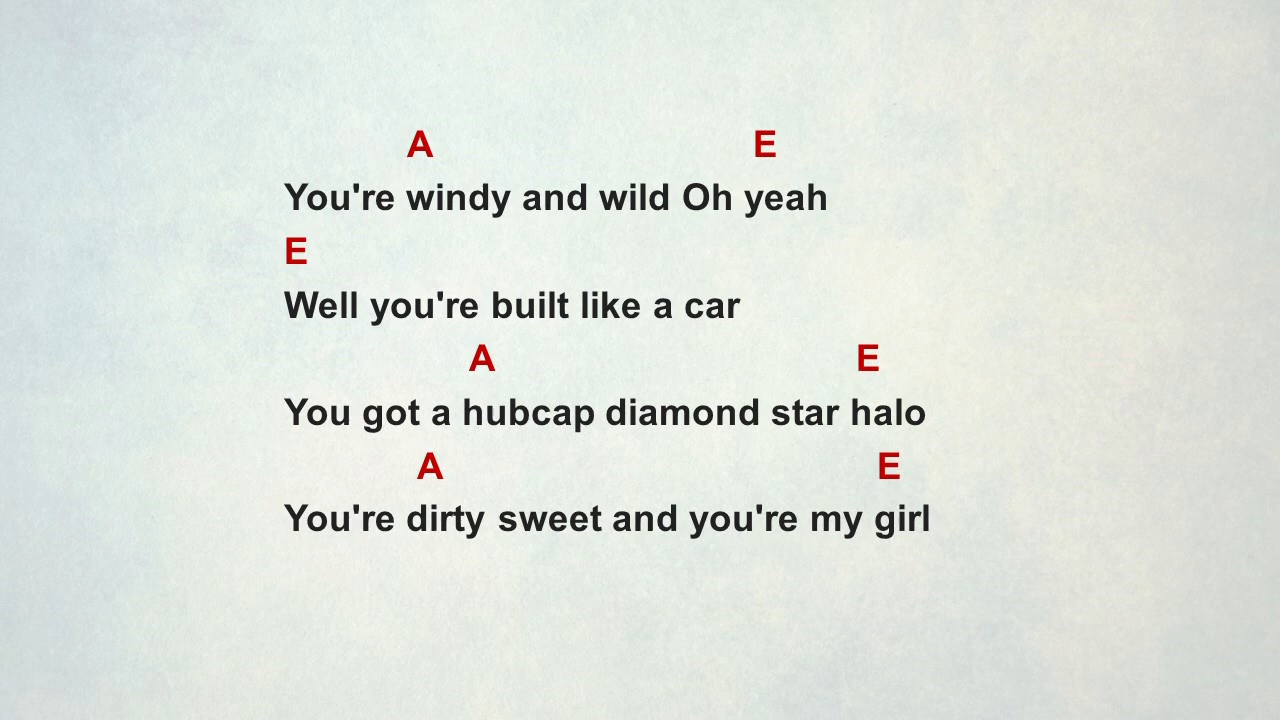 A E
You're windy and wild Oh yeah
E
Well you're built like a car
A E
You got a hubcap diamond star halo
A E
You're dirty sweet and you're my girl